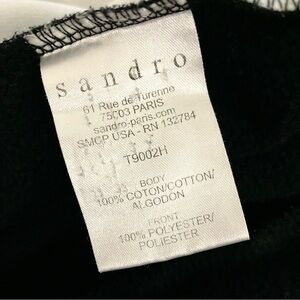 sandro
61 Rue de Turenne
75003 PARIS
sandro-paris.com
SMCP USA - RN 132784
T9002H
BODY
100% COTON/COTTON/
ALGODON
FRONT
100% POLYESTER/
POLIESTER